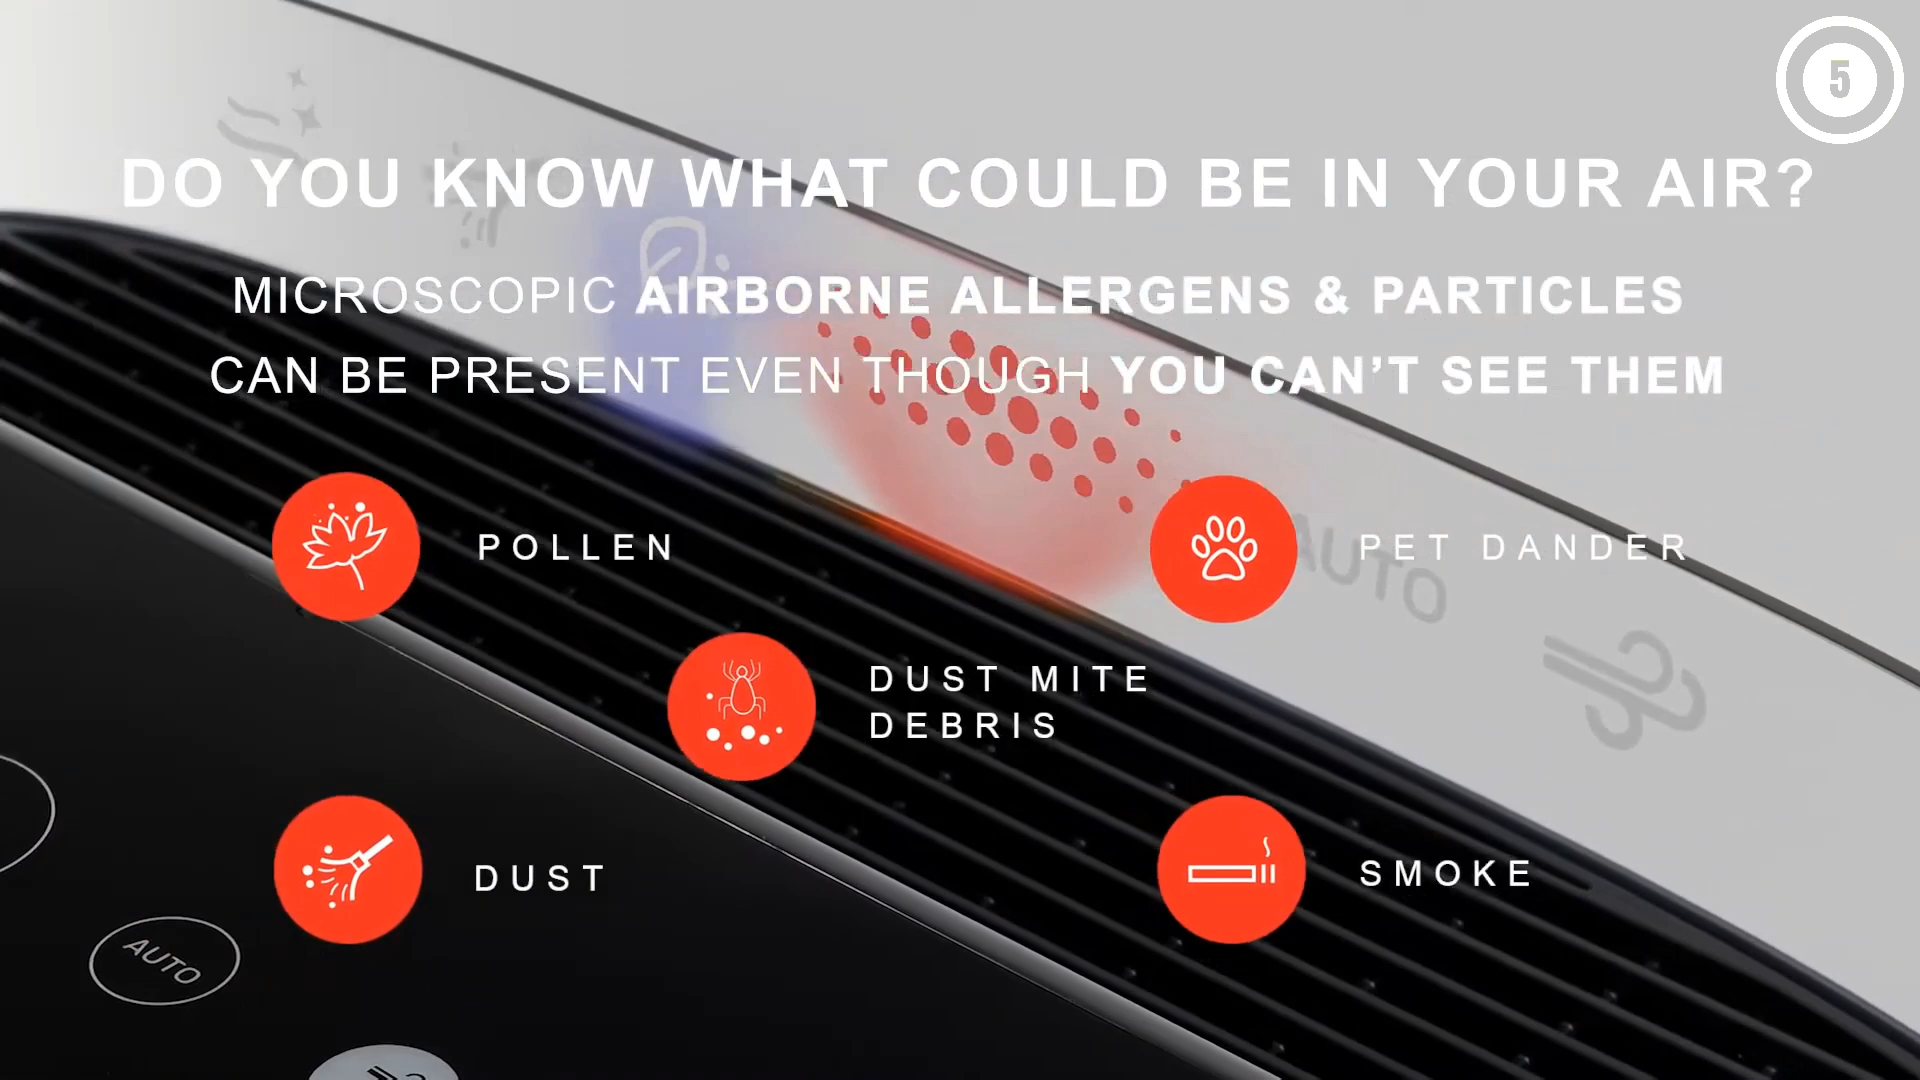 5
DO YOU KNOW WHAT COULD BE IN YOUR AIR?
MICROSCOPIC AIRBORNE ALLERGENS & PARTICLES
CAN BE PRESENT EVEN THOUGH YOU CAN'T SEE THEM
POLLEN
PET DANDER
AUTO
DUST MITE
DEBRIS
DUST
SMOKE
AUTO